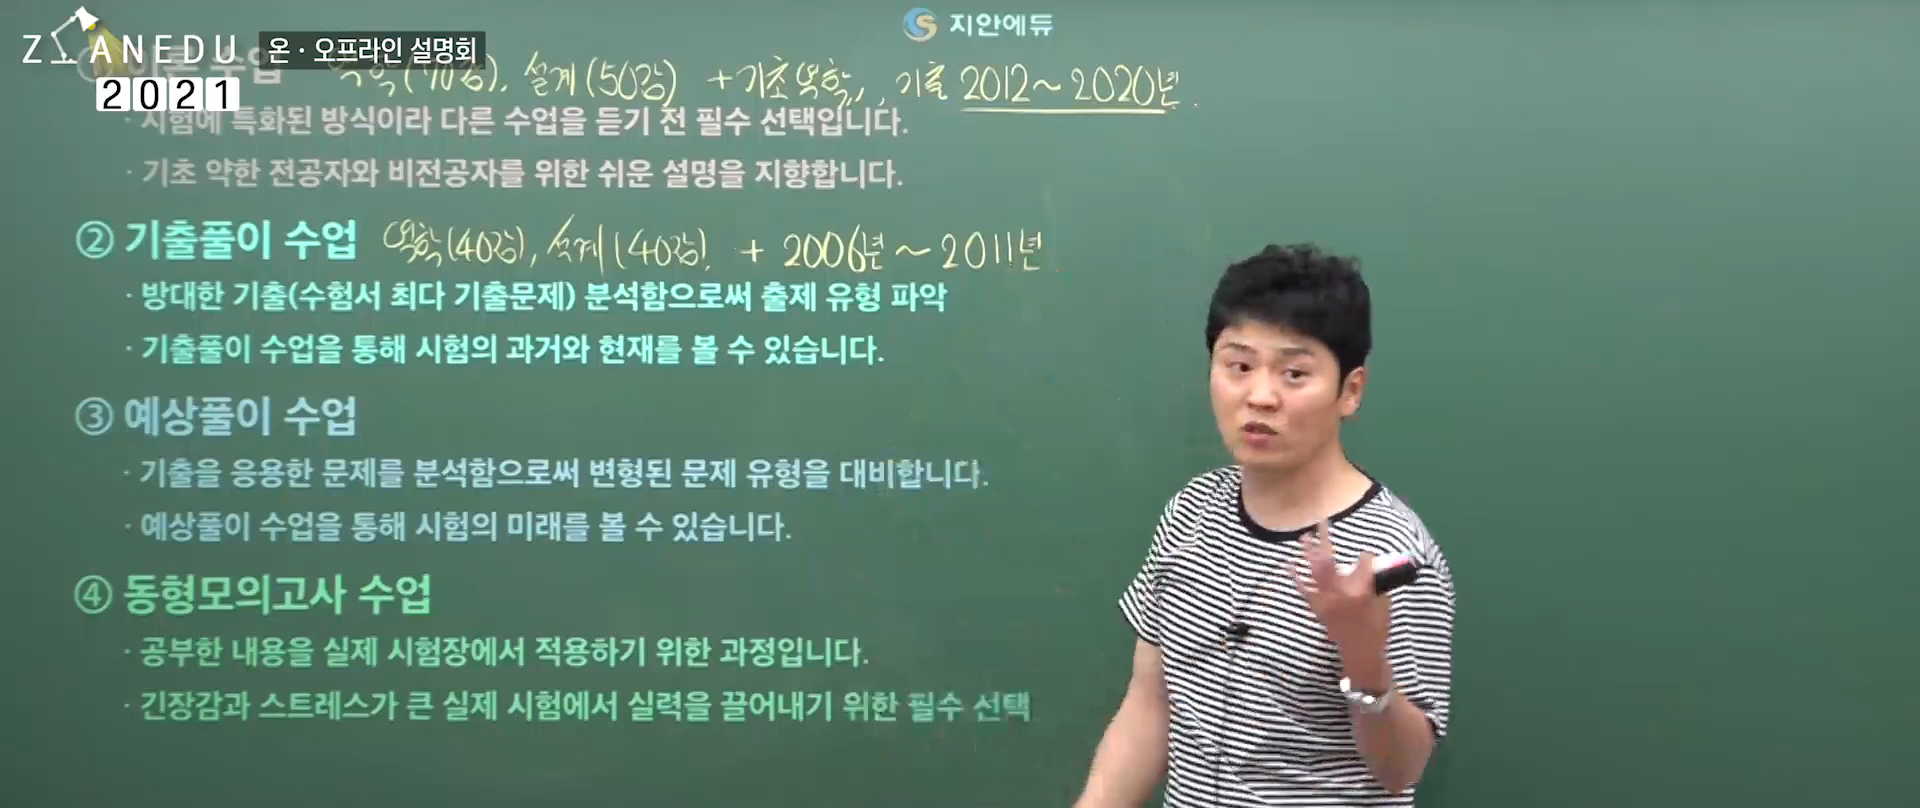 지안에듀
ZIANEDU 온·오프라인 설명회
2021
① 이론 수업 역학(70강), 설계(50강) + 기초역학, 기출 2012~2020년.
· 시험에 특화된 방식이라 다른 수업을 듣기 전 필수 선택입니다.
· 기초 약한 전공자와 비전공자를 위한 쉬운 설명을 지향합니다.
② 기출풀이 수업 역학(40강), 설계(40강). + 2006년~2011년
· 방대한 기출(수험서 최다 기출문제) 분석함으로써 출제 유형 파악
· 기출풀이 수업을 통해 시험의 과거와 현재를 볼 수 있습니다.
③ 예상풀이 수업
· 기출을 응용한 문제를 분석함으로써 변형된 문제 유형을 대비합니다.
· 예상풀이 수업을 통해 시험의 미래를 볼 수 있습니다.
④ 동형모의고사 수업
· 공부한 내용을 실제 시험장에서 적용하기 위한 과정입니다.
· 긴장감과 스트레스가 큰 실제 시험에서 실력을 끌어내기 위한 필수 선택